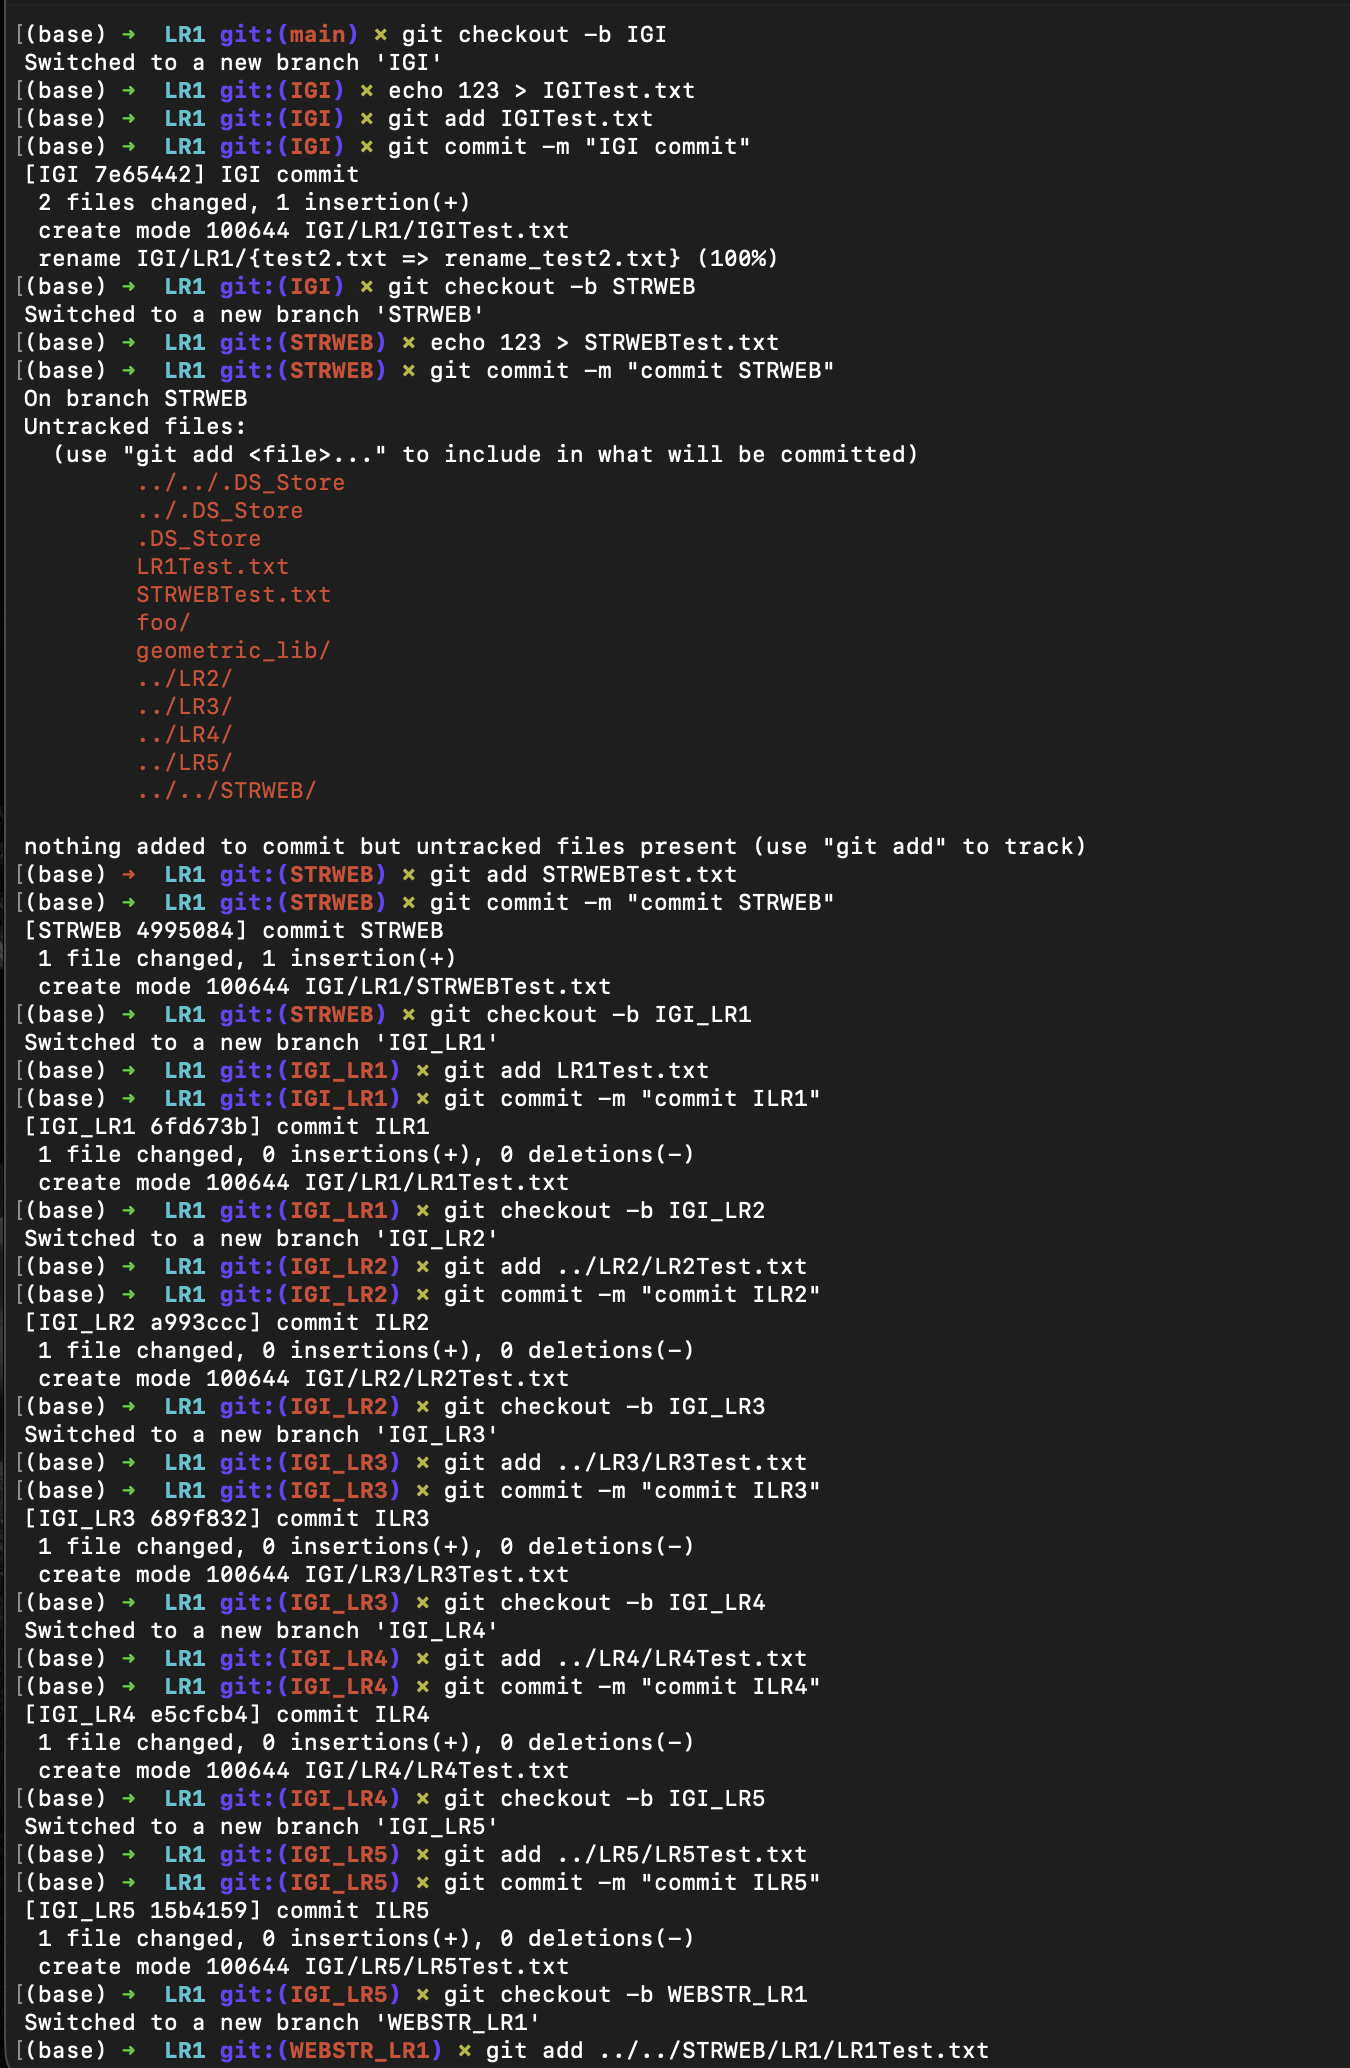 [(base) ➜  LR1 git:(main) × git checkout -b IGI
Switched to a new branch 'IGI'
[(base) ➜  LR1 git:(IGI) × echo 123 > IGITest.txt
[(base) ➜  LR1 git:(IGI) × git add IGITest.txt
[(base) ➜  LR1 git:(IGI) × git commit -m "IGI commit"
[IGI 7e65442] IGI commit
 2 files changed, 1 insertion(+)
 create mode 100644 IGI/LR1/IGITest.txt
 rename IGI/LR1/{test2.txt => rename_test2.txt} (100%)
[(base) ➜  LR1 git:(IGI) × git checkout -b STRWEB
Switched to a new branch 'STRWEB'
[(base) ➜  LR1 git:(STRWEB) × echo 123 > STRWEBTest.txt
[(base) ➜  LR1 git:(STRWEB) × git commit -m "commit STRWEB"
On branch STRWEB
Untracked files:
  (use "git add <file>..." to include in what will be committed)
        ../../.DS_Store
        ../.DS_Store
        .DS_Store
        LR1Test.txt
        STRWEBTest.txt
        foo/
        geometric_lib/
        ../LR2/
        ../LR3/
        ../LR4/
        ../LR5/
        ../../STRWEB/
nothing added to commit but untracked files present (use "git add" to track)
[(base) ➜  LR1 git:(STRWEB) × git add STRWEBTest.txt
[(base) ➜  LR1 git:(STRWEB) × git commit -m "commit STRWEB"
[STRWEB 4995084] commit STRWEB
 1 file changed, 1 insertion(+)
 create mode 100644 IGI/LR1/STRWEBTest.txt
[(base) ➜  LR1 git:(STRWEB) × git checkout -b IGI_LR1
Switched to a new branch 'IGI_LR1'
[(base) ➜  LR1 git:(IGI_LR1) × git add LR1Test.txt
[(base) ➜  LR1 git:(IGI_LR1) × git commit -m "commit ILR1"
[IGI_LR1 6fd673b] commit ILR1
 1 file changed, 0 insertions(+), 0 deletions(-)
 create mode 100644 IGI/LR1/LR1Test.txt
[(base) ➜  LR1 git:(IGI_LR1) × git checkout -b IGI_LR2
Switched to a new branch 'IGI_LR2'
[(base) ➜  LR1 git:(IGI_LR2) × git add ../LR2/LR2Test.txt
[(base) ➜  LR1 git:(IGI_LR2) × git commit -m "commit ILR2"
[IGI_LR2 a993ccc] commit ILR2
 1 file changed, 0 insertions(+), 0 deletions(-)
 create mode 100644 IGI/LR2/LR2Test.txt
[(base) ➜  LR1 git:(IGI_LR2) × git checkout -b IGI_LR3
Switched to a new branch 'IGI_LR3'
[(base) ➜  LR1 git:(IGI_LR3) × git add ../LR3/LR3Test.txt
[(base) ➜  LR1 git:(IGI_LR3) × git commit -m "commit ILR3"
[IGI_LR3 689f832] commit ILR3
 1 file changed, 0 insertions(+), 0 deletions(-)
 create mode 100644 IGI/LR3/LR3Test.txt
[(base) ➜  LR1 git:(IGI_LR3) × git checkout -b IGI_LR4
Switched to a new branch 'IGI_LR4'
[(base) ➜  LR1 git:(IGI_LR4) × git add ../LR4/LR4Test.txt
[(base) ➜  LR1 git:(IGI_LR4) × git commit -m "commit ILR4"
[IGI_LR4 e5cfcb4] commit ILR4
 1 file changed, 0 insertions(+), 0 deletions(-)
 create mode 100644 IGI/LR4/LR4Test.txt
[(base) ➜  LR1 git:(IGI_LR4) × git checkout -b IGI_LR5
Switched to a new branch 'IGI_LR5'
[(base) ➜  LR1 git:(IGI_LR5) × git add ../LR5/LR5Test.txt
[(base) ➜  LR1 git:(IGI_LR5) × git commit -m "commit ILR5"
[IGI_LR5 15b4159] commit ILR5
 1 file changed, 0 insertions(+), 0 deletions(-)
 create mode 100644 IGI/LR5/LR5Test.txt
[(base) ➜  LR1 git:(IGI_LR5) × git checkout -b WEBSTR_LR1
Switched to a new branch 'WEBSTR_LR1'
[(base) ➜  LR1 git:(WEBSTR_LR1) × git add ../../STRWEB/LR1/LR1Test.txt